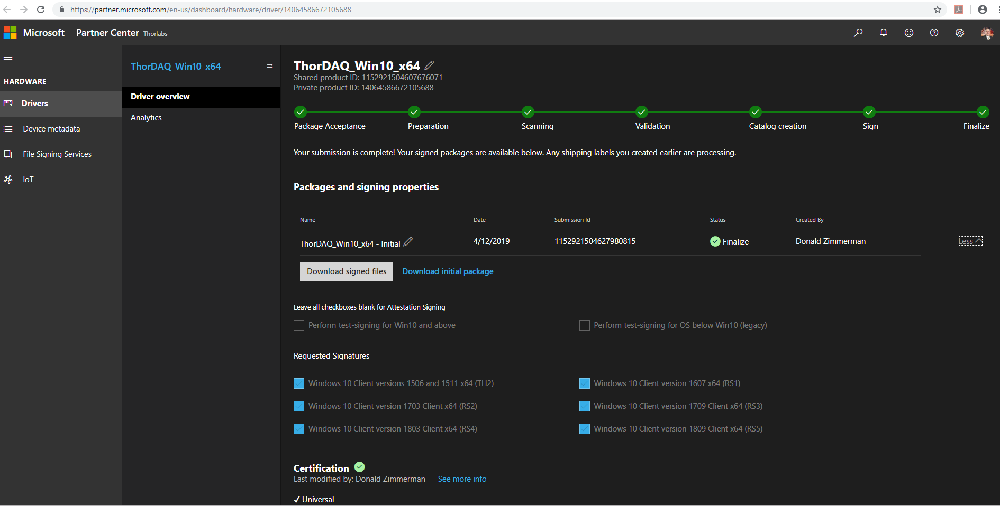 https://partner.microsoft.com/en-us/dashboard/hardware/driver/14064586672105688
Microsoft | Partner Center Thorlabs
HARDWARE
Drivers
Device metadata
File Signing Services
IoT
ThorDAQ_Win10_x64
Driver overview
Analytics
ThorDAQ_Win10_x64
Shared product ID: 1152921504607676071
Private product ID: 14064586672105688
Package Acceptance Preparation Scanning Validation Catalog creation Sign Finalize
Your submission is complete! Your signed packages are available below. Any shipping labels you created earlier are processing.
Packages and signing properties
Name Date Submission Id Status Created By
ThorDAQ_Win10_x64 - Initial 4/12/2019 1152921504627980815 Finalize Donald Zimmerman Less
Download signed files Download initial package
Leave all checkboxes blank for Attestation Signing
Perform test-signing for Win10 and above Perform test-signing for OS below Win10 (legacy)
Requested Signatures
Windows 10 Client versions 1506 and 1511 x64 (TH2) Windows 10 Client version 1607 x64 (RS1)
Windows 10 Client version 1703 Client x64 (RS2) Windows 10 Client version 1709 Client x64 (RS3)
Windows 10 Client version 1803 Client x64 (RS4) Windows 10 Client version 1809 Client x64 (RS5)
Certification
Last modified by: Donald Zimmerman See more info
✓ Universal